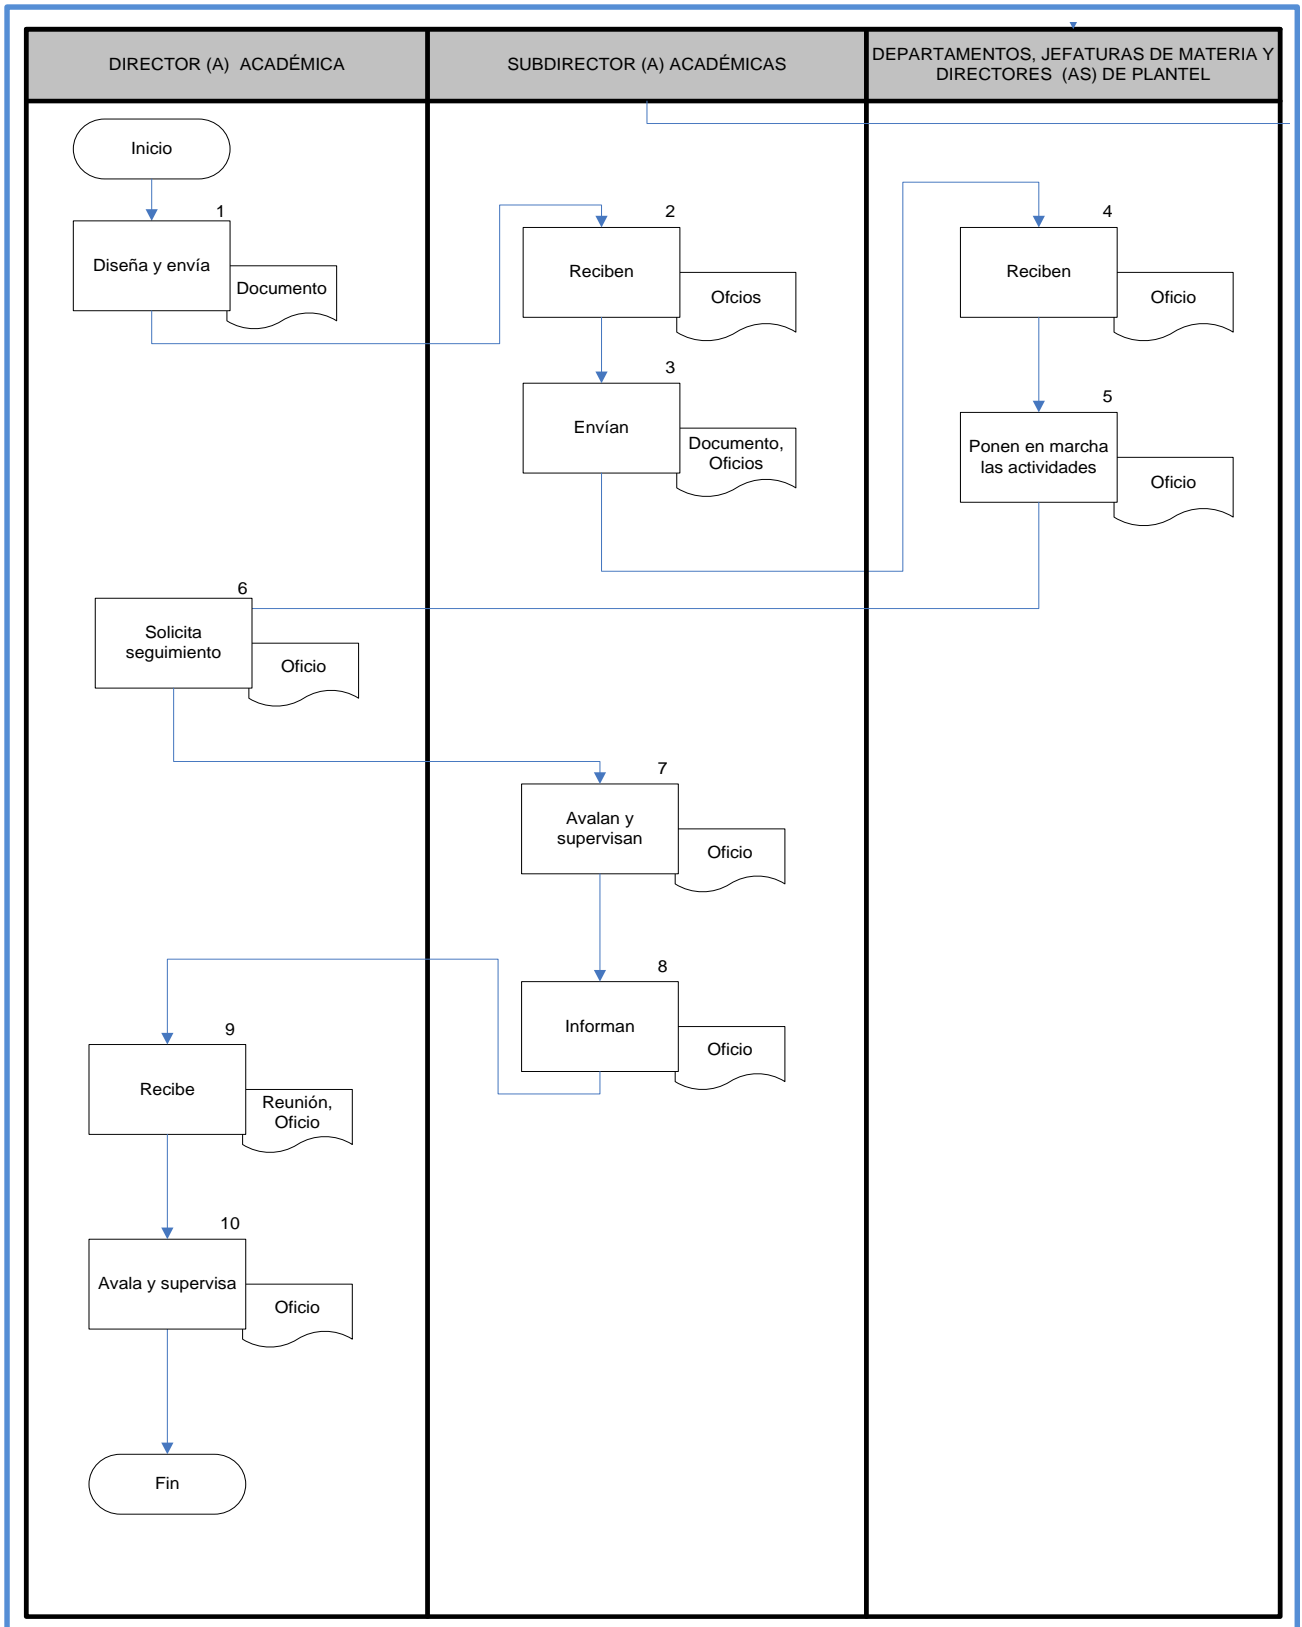 DIRECTOR (A) ACADÉMICA
SUBDIRECTOR (A) ACADÉMICAS
DEPARTAMENTOS, JEFATURAS DE MATERIA Y
DIRECTORES (AS) DE PLANTEL
Inicio
1
Diseña y envía
Documento
2
Reciben
Ofcios
3
Envían
Documento,
Oficios
4
Reciben
Oficio
5
Ponen en marcha
las actividades
Oficio
6
Solicita
seguimiento
Oficio
7
Avalan y
supervisan
Oficio
8
Informan
Oficio
9
Recibe
Reunión,
Oficio
10
Avala y supervisa
Oficio
Fin